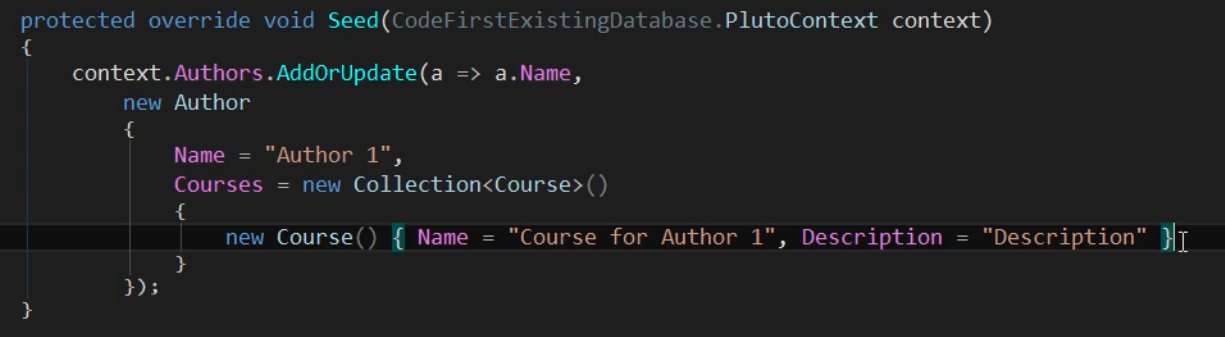 protected override void Seed(CodeFirstExistingDatabase.PlutoContext context)
{
    context.Authors.AddOrUpdate(a => a.Name,
        new Author
        {
            Name = "Author 1",
            Courses = new Collection<Course>()
            {
                new Course() { Name = "Course for Author 1", Description = "Description" }
            }
        });
}